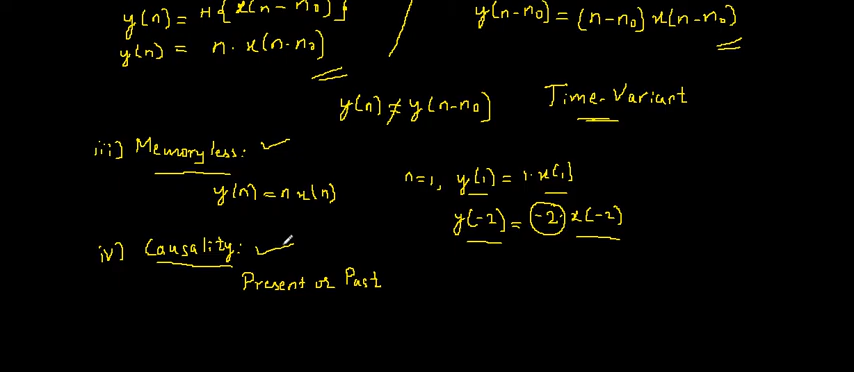 y(n) = H{x(n-n₀)}
y(n-n₀) = (n-n₀) x(n-n₀)
y(n) = n · x(n-n₀)
y(n) ≠ y(n-n₀)
Time-Variant
iii) Memoryless:
y(n) = n x(n)
n=1, y(1) = 1·x(1)
y(-2) = -2· x(-2)
iv) Causality:
Present or Past